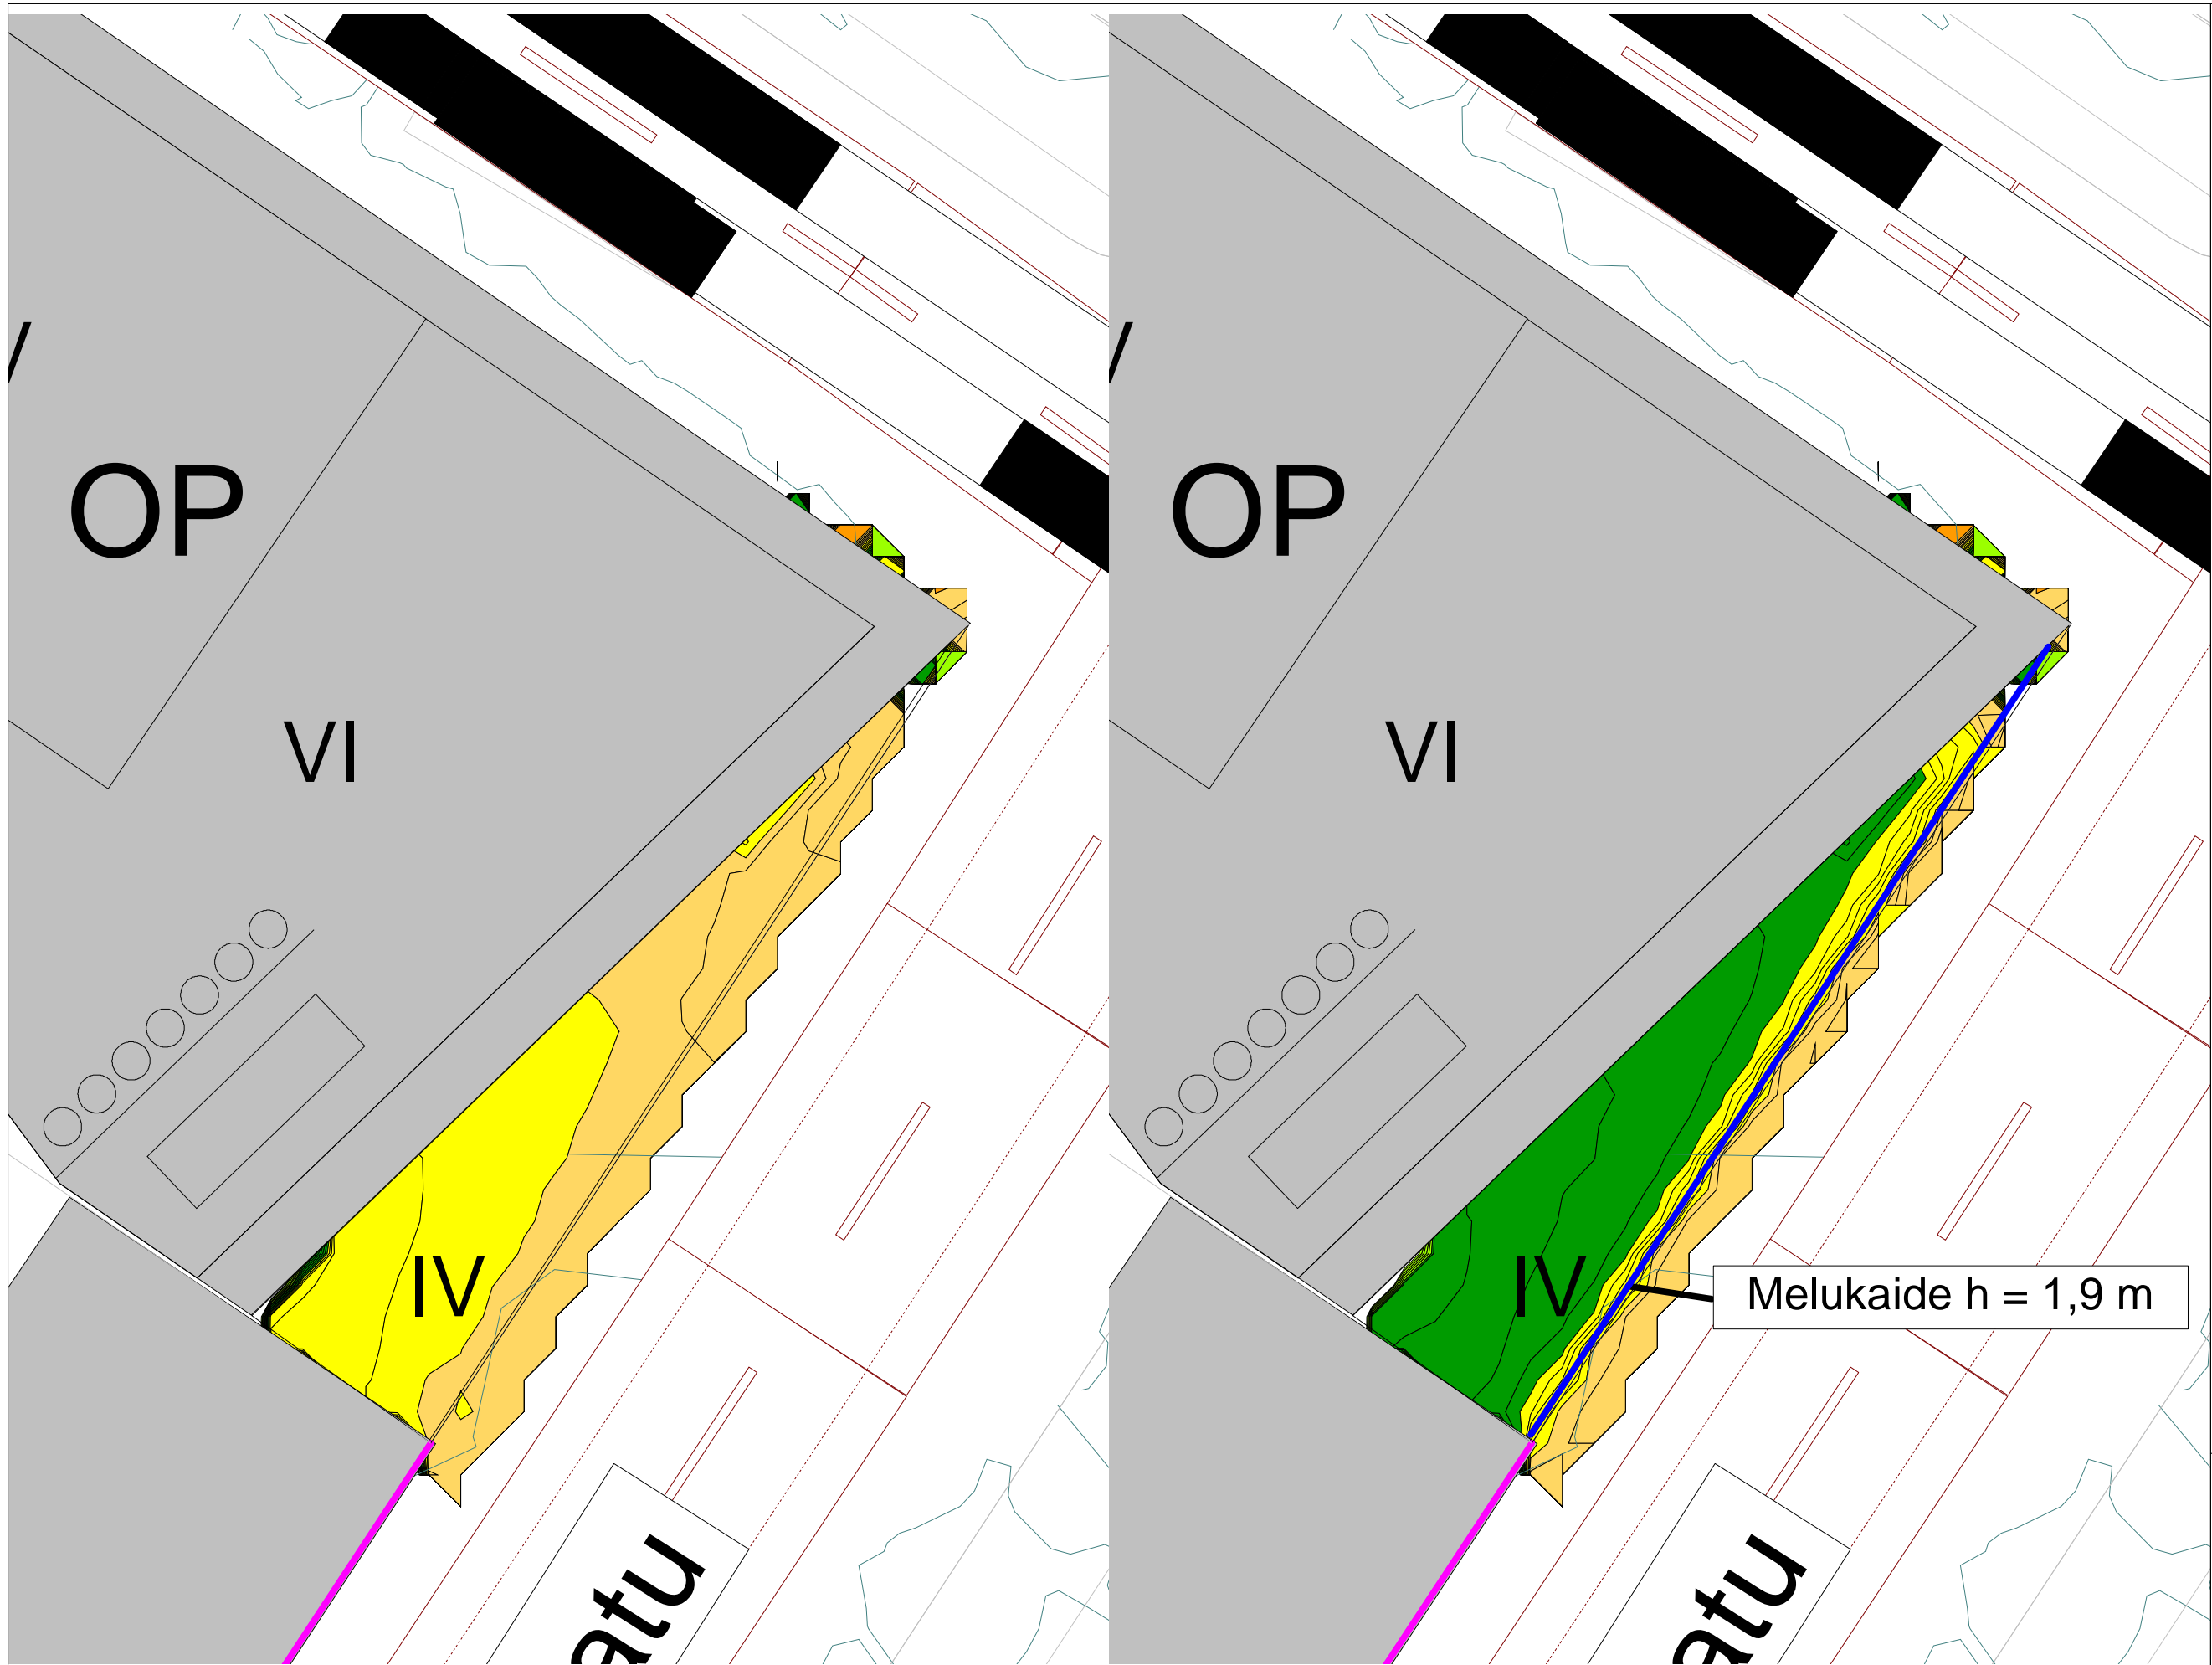 V
OP
VI
IV
atu
V
OP
VI
IV
Melukaide h = 1,9 m
atu